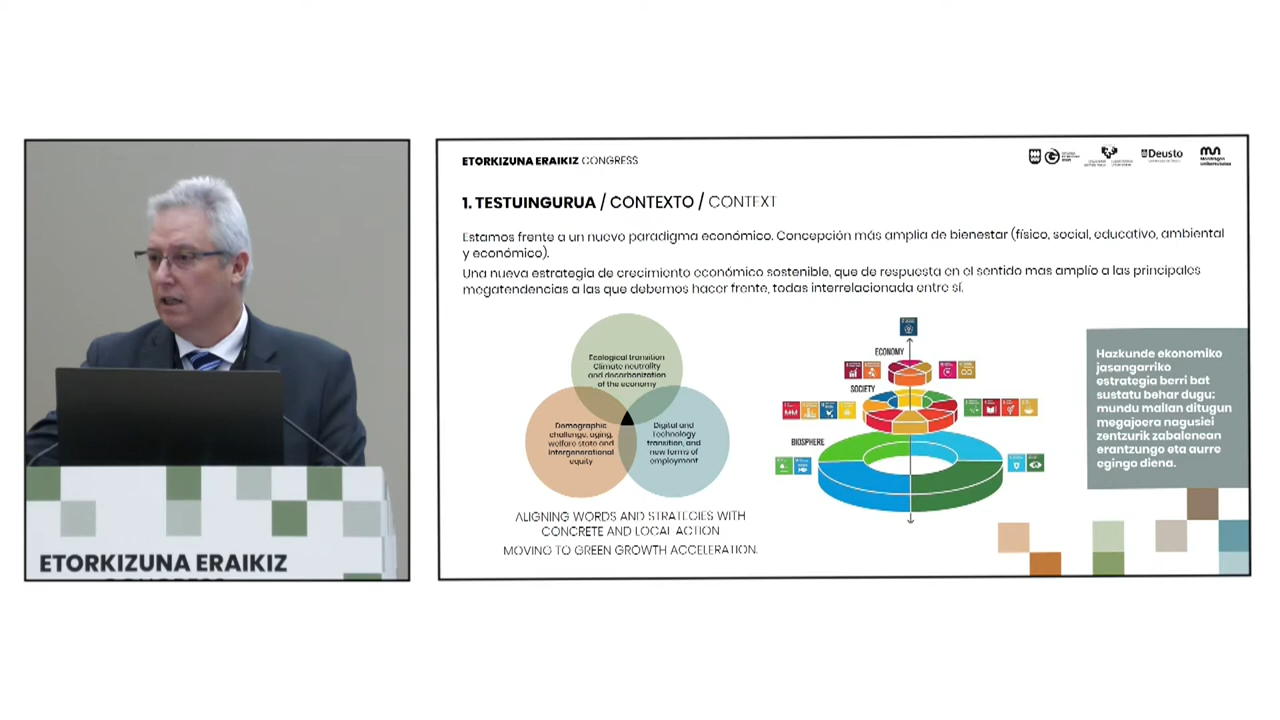 ETORKIZUNA ERAIKIZ
CONGRESS
ETORKIZUNA ERAIKIZ CONGRESS
Deusto
Mondragon
Unibertsitatea
1. TESTUINGURUA / CONTEXTO / CONTEXT
Estamos frente a un nuevo paradigma económico. Concepción más amplia de bienestar (físico, social, educativo, ambiental
y económico).
Una nueva estrategia de crecimiento económico sostenible, que de respuesta en el sentido mas amplío a las principales
megatendencias a las que debemos hacer frente, todas interrelacionada entre sí.
Ecological transition
Climate neutrality
and decarbonization
of the economy
Demographic
challenge, aging,
welfare state and
intergenerational
equity
Digital and
Technology
transition, and
new forms of
employment
ALIGNING WORDS AND STRATEGIES WITH
CONCRETE AND LOCAL ACTION
MOVING TO GREEN GROWTH ACCELERATION.
ECONOMY
SOCIETY
BIOSPHERE
Hazkunde ekonomiko
jasangarriko
estrategia berri bat
sustatu behar dugu:
mundu mailan ditugun
megajoera nagusiei
zentzurik zabalenean
erantzungo eta aurre
egingo diena.